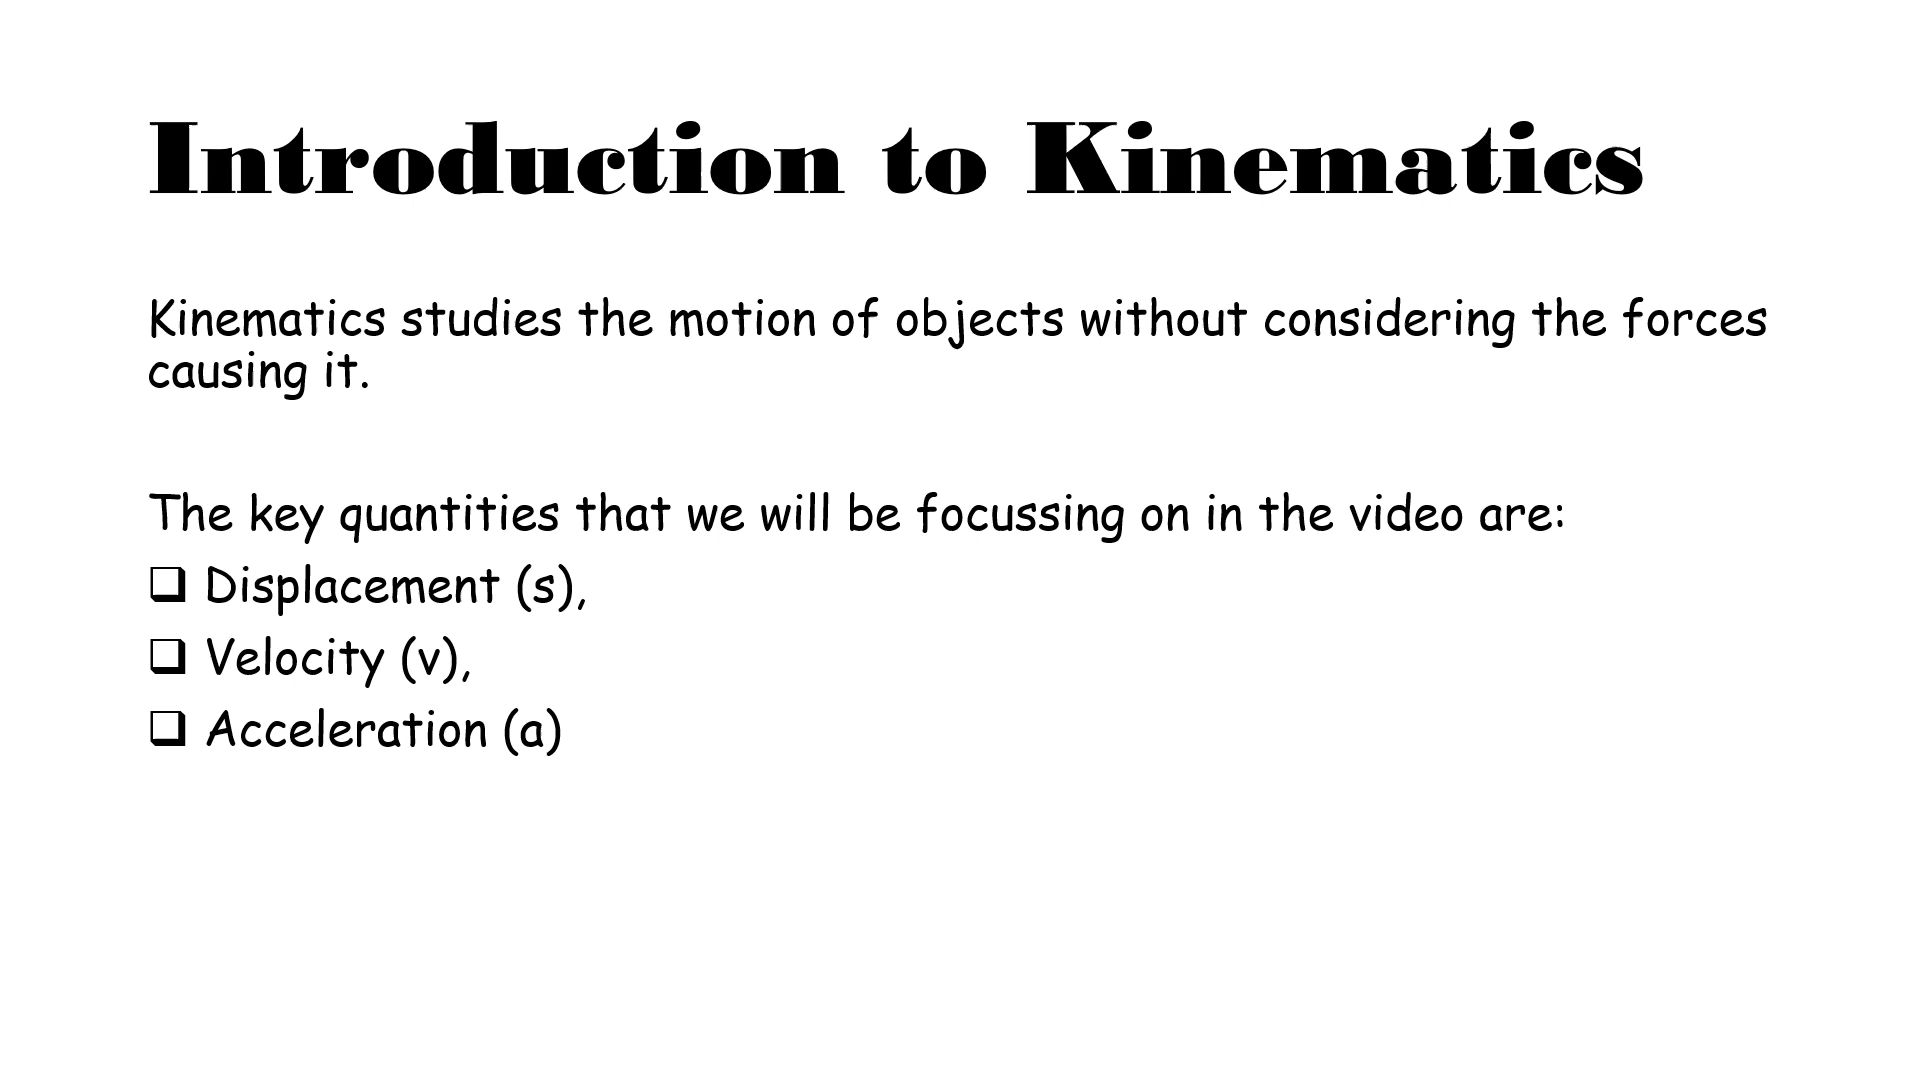 Introduction to Kinematics
Kinematics studies the motion of objects without considering the forces
causing it.
The key quantities that we will be focussing on in the video are:
❑ Displacement (s),
❑ Velocity (v),
❑ Acceleration (a)